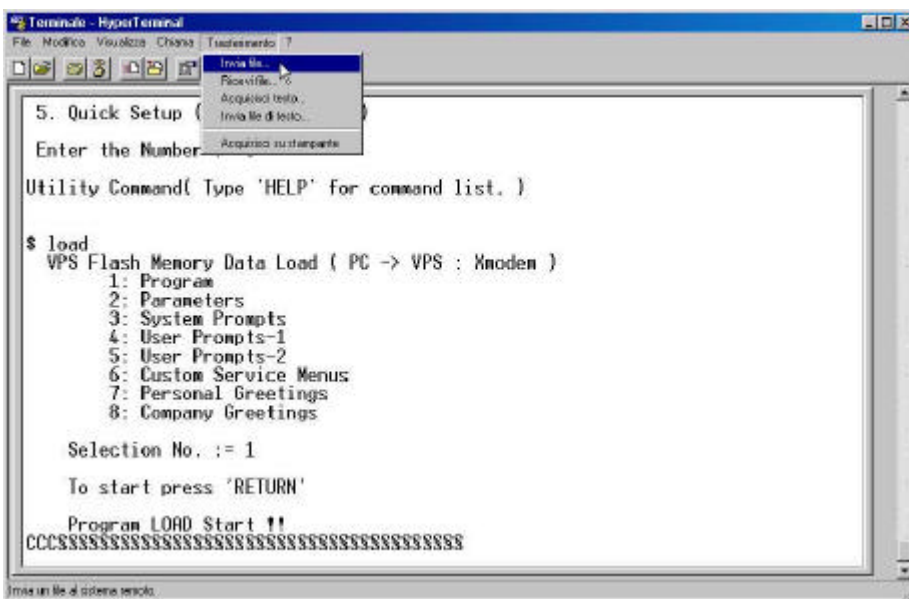 Terminale - HyperTerminal
File Modifica Visualizza Chiama Trasferimento ?
Invia file...
Ricevi file...
Acquisisci testo...
Invia file di testo...
Acquisisci su stampante
5. Quick Setup ( )
Enter the Number
Utility Command( Type 'HELP' for command list. )
$ load
VPS Flash Memory Data Load ( PC -> VPS : Xmodem )
1: Program
2: Parameters
3: System Prompts
4: User Prompts-1
5: User Prompts-2
6: Custom Service Menus
7: Personal Greetings
8: Company Greetings
Selection No. := 1
To start press 'RETURN'
Program LOAD Start !!
Invia un file al sistema remoto.